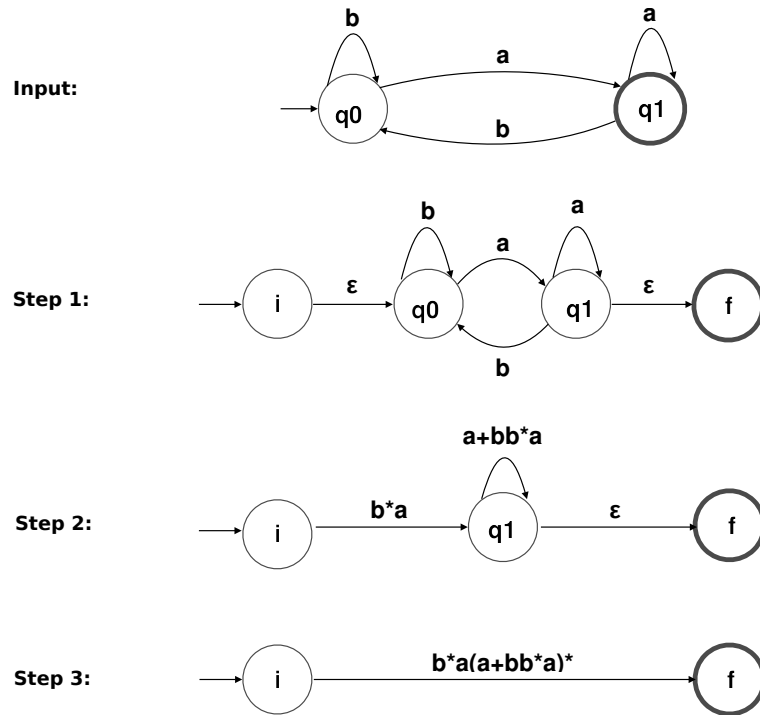 Input:
b
a
a
q0
q1
b
Step 1:
b
a
a
i
ε
q0
q1
ε
f
b
Step 2:
a+bb*a
i
b*a
q1
ε
f
Step 3:
i
b*a(a+bb*a)*
f